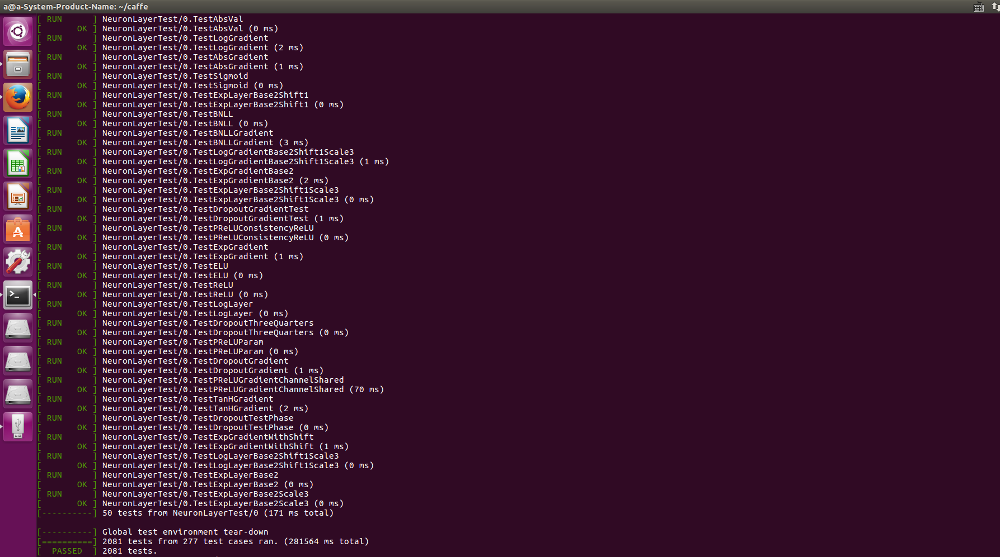 a@a-System-Product-Name: ~/caffe
[ RUN      ] NeuronLayerTest/0.TestAbsVal
[       OK ] NeuronLayerTest/0.TestAbsVal (0 ms)
[ RUN      ] NeuronLayerTest/0.TestLogGradient
[       OK ] NeuronLayerTest/0.TestLogGradient (2 ms)
[ RUN      ] NeuronLayerTest/0.TestAbsGradient
[       OK ] NeuronLayerTest/0.TestAbsGradient (1 ms)
[ RUN      ] NeuronLayerTest/0.TestSigmoid
[       OK ] NeuronLayerTest/0.TestSigmoid (0 ms)
[ RUN      ] NeuronLayerTest/0.TestExpLayerBase2Shift1
[       OK ] NeuronLayerTest/0.TestExpLayerBase2Shift1 (0 ms)
[ RUN      ] NeuronLayerTest/0.TestBNLL
[       OK ] NeuronLayerTest/0.TestBNLL (0 ms)
[ RUN      ] NeuronLayerTest/0.TestBNLLGradient
[       OK ] NeuronLayerTest/0.TestBNLLGradient (3 ms)
[ RUN      ] NeuronLayerTest/0.TestLogGradientBase2Shift1Scale3
[       OK ] NeuronLayerTest/0.TestLogGradientBase2Shift1Scale3 (1 ms)
[ RUN      ] NeuronLayerTest/0.TestExpGradientBase2
[       OK ] NeuronLayerTest/0.TestExpGradientBase2 (2 ms)
[ RUN      ] NeuronLayerTest/0.TestExpLayerBase2Shift1Scale3
[       OK ] NeuronLayerTest/0.TestExpLayerBase2Shift1Scale3 (0 ms)
[ RUN      ] NeuronLayerTest/0.TestDropoutGradientTest
[       OK ] NeuronLayerTest/0.TestDropoutGradientTest (1 ms)
[ RUN      ] NeuronLayerTest/0.TestPReLUConsistencyReLU
[       OK ] NeuronLayerTest/0.TestPReLUConsistencyReLU (0 ms)
[ RUN      ] NeuronLayerTest/0.TestExpGradient
[       OK ] NeuronLayerTest/0.TestExpGradient (1 ms)
[ RUN      ] NeuronLayerTest/0.TestELU
[       OK ] NeuronLayerTest/0.TestELU (0 ms)
[ RUN      ] NeuronLayerTest/0.TestReLU
[       OK ] NeuronLayerTest/0.TestReLU (0 ms)
[ RUN      ] NeuronLayerTest/0.TestLogLayer
[       OK ] NeuronLayerTest/0.TestLogLayer (0 ms)
[ RUN      ] NeuronLayerTest/0.TestDropoutThreeQuarters
[       OK ] NeuronLayerTest/0.TestDropoutThreeQuarters (0 ms)
[ RUN      ] NeuronLayerTest/0.TestPReLUParam
[       OK ] NeuronLayerTest/0.TestPReLUParam (0 ms)
[ RUN      ] NeuronLayerTest/0.TestDropoutGradient
[       OK ] NeuronLayerTest/0.TestDropoutGradient (1 ms)
[ RUN      ] NeuronLayerTest/0.TestPReLUGradientChannelShared
[       OK ] NeuronLayerTest/0.TestPReLUGradientChannelShared (70 ms)
[ RUN      ] NeuronLayerTest/0.TestTanHGradient
[       OK ] NeuronLayerTest/0.TestTanHGradient (2 ms)
[ RUN      ] NeuronLayerTest/0.TestDropoutTestPhase
[       OK ] NeuronLayerTest/0.TestDropoutTestPhase (0 ms)
[ RUN      ] NeuronLayerTest/0.TestExpGradientWithShift
[       OK ] NeuronLayerTest/0.TestExpGradientWithShift (1 ms)
[ RUN      ] NeuronLayerTest/0.TestLogLayerBase2Shift1Scale3
[       OK ] NeuronLayerTest/0.TestLogLayerBase2Shift1Scale3 (0 ms)
[ RUN      ] NeuronLayerTest/0.TestExpLayerBase2
[       OK ] NeuronLayerTest/0.TestExpLayerBase2 (0 ms)
[ RUN      ] NeuronLayerTest/0.TestExpLayerBase2Scale3
[       OK ] NeuronLayerTest/0.TestExpLayerBase2Scale3 (0 ms)
[----------] 50 tests from NeuronLayerTest/0 (171 ms total)
[----------] Global test environment tear-down
[==========] 2081 tests from 277 test cases ran. (281564 ms total)
[  PASSED  ] 2081 tests.